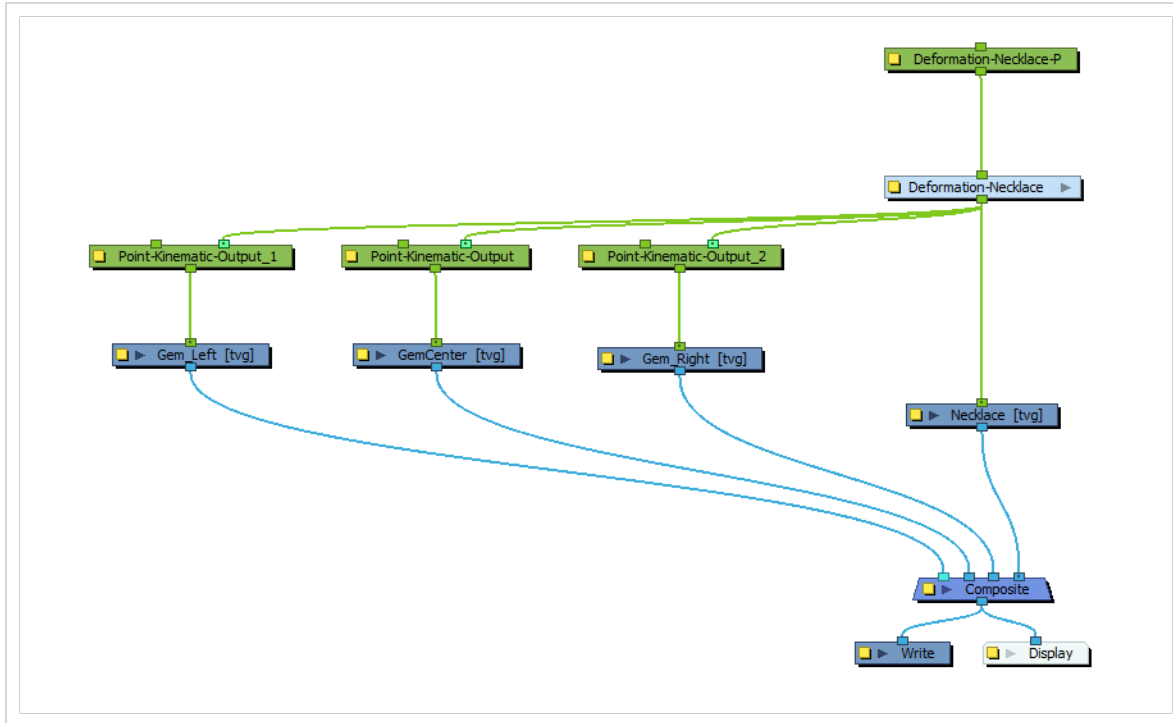 Deformation-Necklace-P
Deformation-Necklace
Point-Kinematic-Output_1
Point-Kinematic-Output
Point-Kinematic-Output_2
Gem_Left [tvg]
GemCenter [tvg]
Gem_Right [tvg]
Necklace [tvg]
Composite
Write
Display